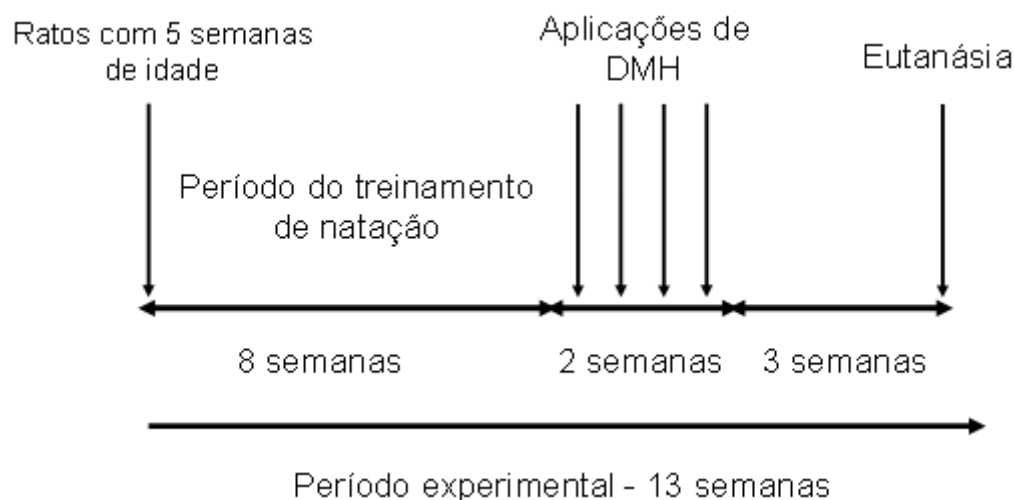 Ratos com 5 semanas
de idade
Aplicações de
DMH
Eutanásia
Período do treinamento
de natação
8 semanas
2 semanas
3 semanas
Período experimental - 13 semanas